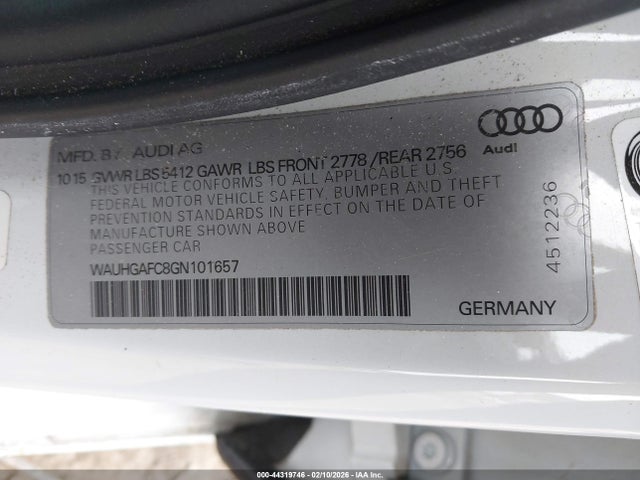 MFD. BY. AUDI AG
10 15 GVWR LBS 5412 GAWR LBS FRONT 2778 /REAR 2756
THIS VEHICLE CONFORMS TO ALL APPLICABLE U.S.
FEDERAL MOTOR VEHICLE SAFETY, BUMPER AND THEFT
PREVENTION STANDARDS IN EFFECT ON THE DATE OF
MANUFACTURE SHOWN ABOVE
PASSENGER CAR
WAUHGAFC8GN101657
Audi
4512236
GERMANY
000-44319746 - 02/10/2026 - IAAI Inc.